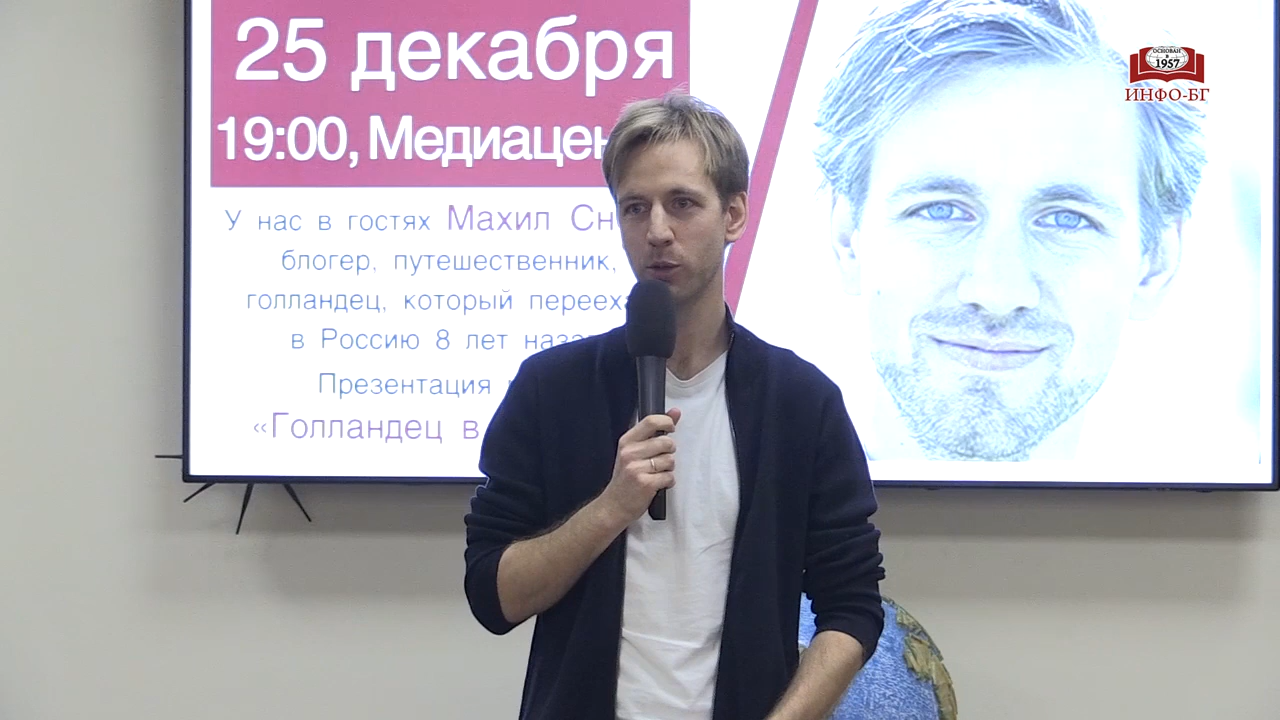 25 декабря
19:00, Медиацен
У нас в гостях Махил Сн
блогер, путешественник,
голландец, который перееха
в Россию 8 лет наза
Презентация
«Голландец в
ОСНОВАН
В
1957
ИНФО-БГ